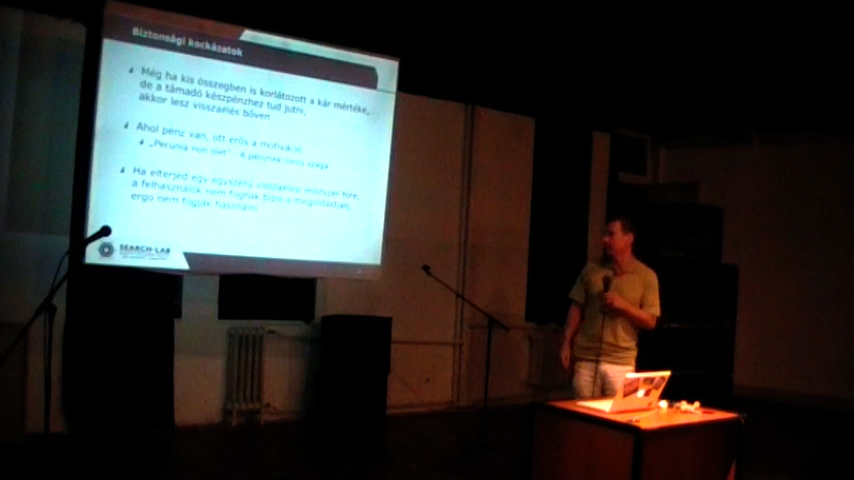 Biztonsági kockázatok
Még ha kis összegben is korlátozott a kár mértéke,
de a támadó készpénzhez tud jutni,
akkor lesz visszaélés bőven
Ahol pénz van, ott erős a motiváció
„Pecunia non olet” - A pénznek nincs szaga
Ha elterjed egy egyszerű visszaélési módszer híre,
a felhasználók nem fognak bízni a megoldásban,
ergo nem fogják használni
SEARCH-LAB